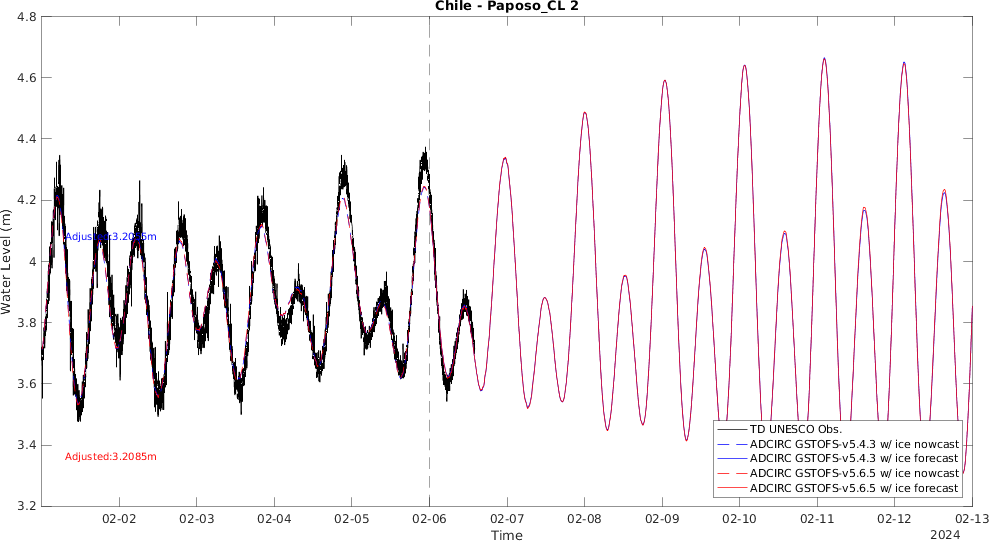 Chile - Paposo_CL 2
4.8
4.6
4.4
4.2
4
3.8
3.6
3.4
3.2
Water Level (m)
Adjusted:3.2085m
TD UNESCO Obs.
ADCIRC GSTOFS-v5.4.3 w/ ice nowcast
ADCIRC GSTOFS-v5.4.3 w/ ice forecast
ADCIRC GSTOFS-v5.6.5 w/ ice nowcast
ADCIRC GSTOFS-v5.6.5 w/ ice forecast
02-02
02-03
02-04
02-05
02-06
02-07
02-08
02-09
02-10
02-11
02-12
02-13
Time
2024